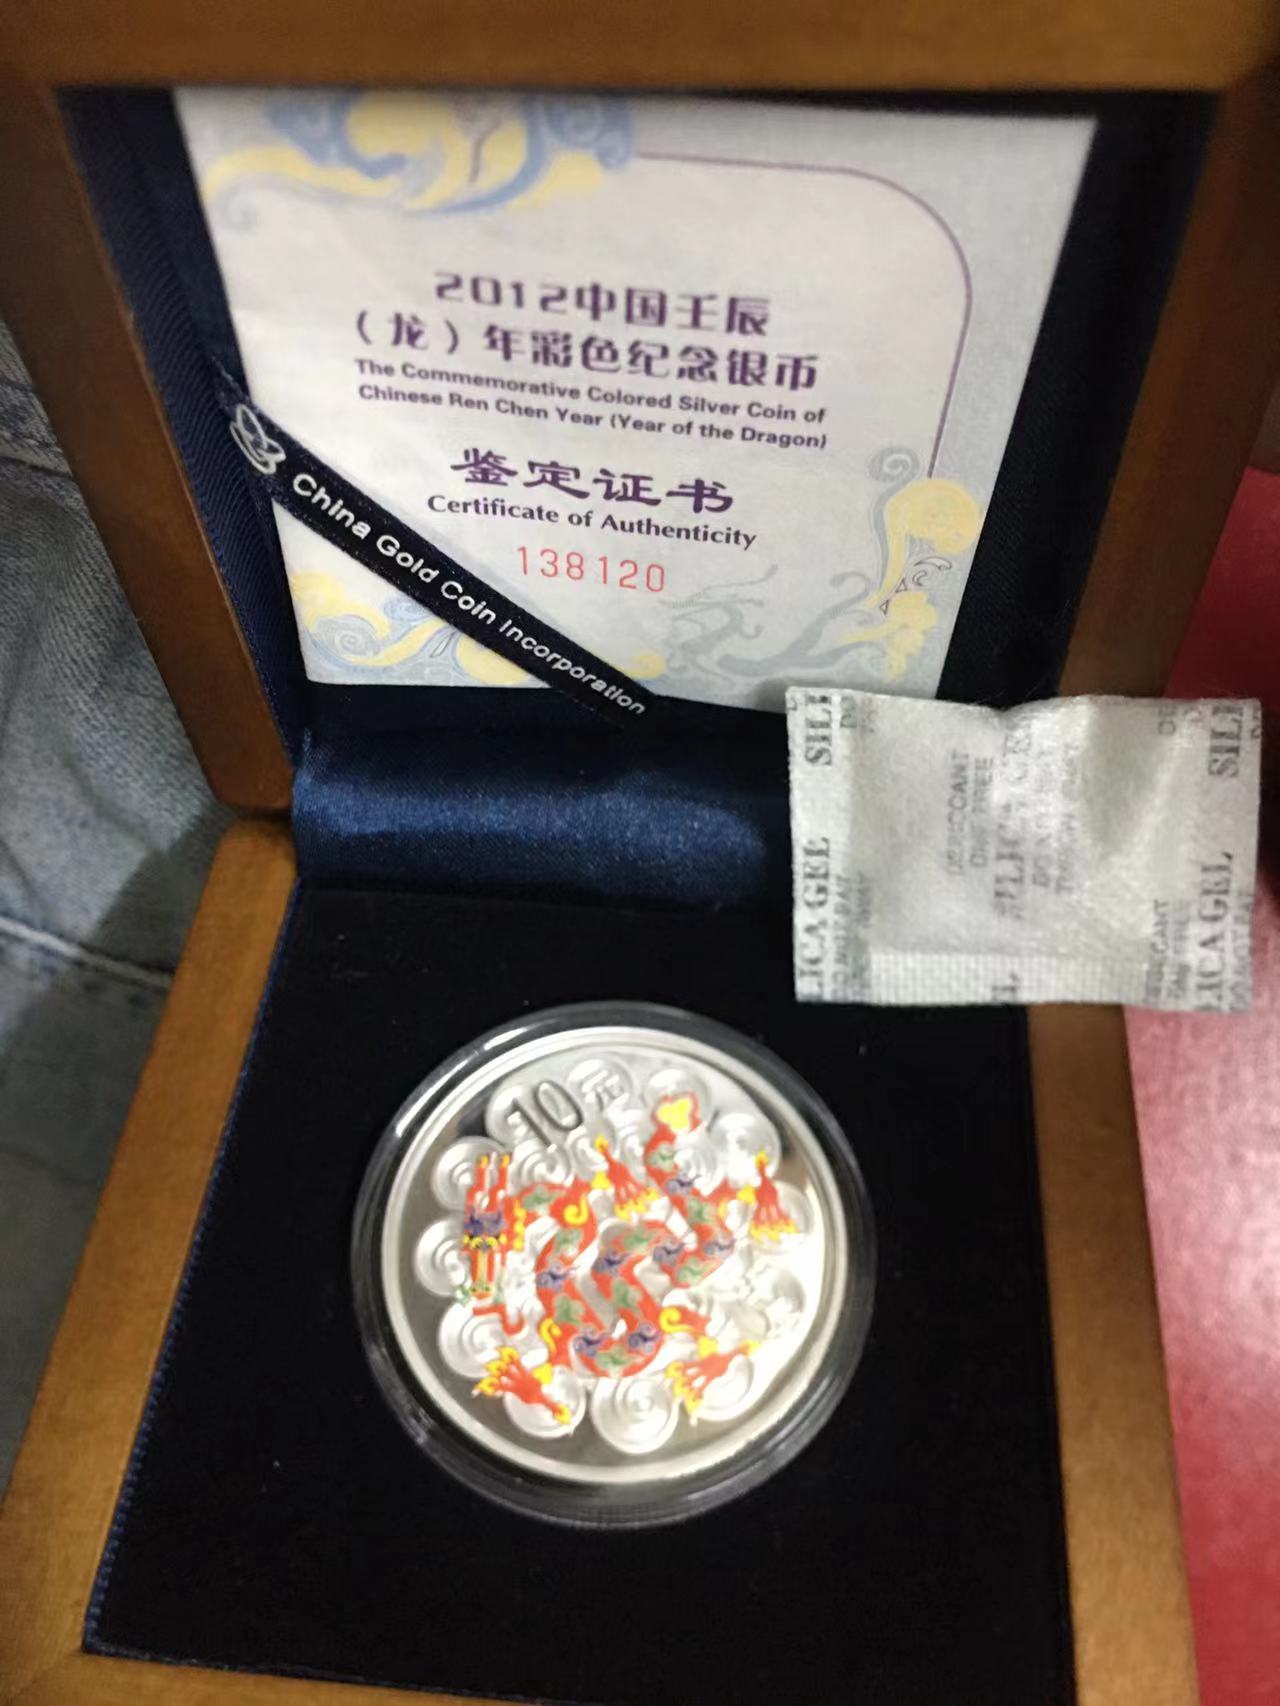 2012中国壬辰
（龙）年彩色纪念银币
The Commemorative Colored Silver Coin of
Chinese Ren Chen Year (Year of the Dragon)
鉴定证书
Certificate of Authenticity
138120
China Gold Coin Incorporation
SILICA GEL
10元